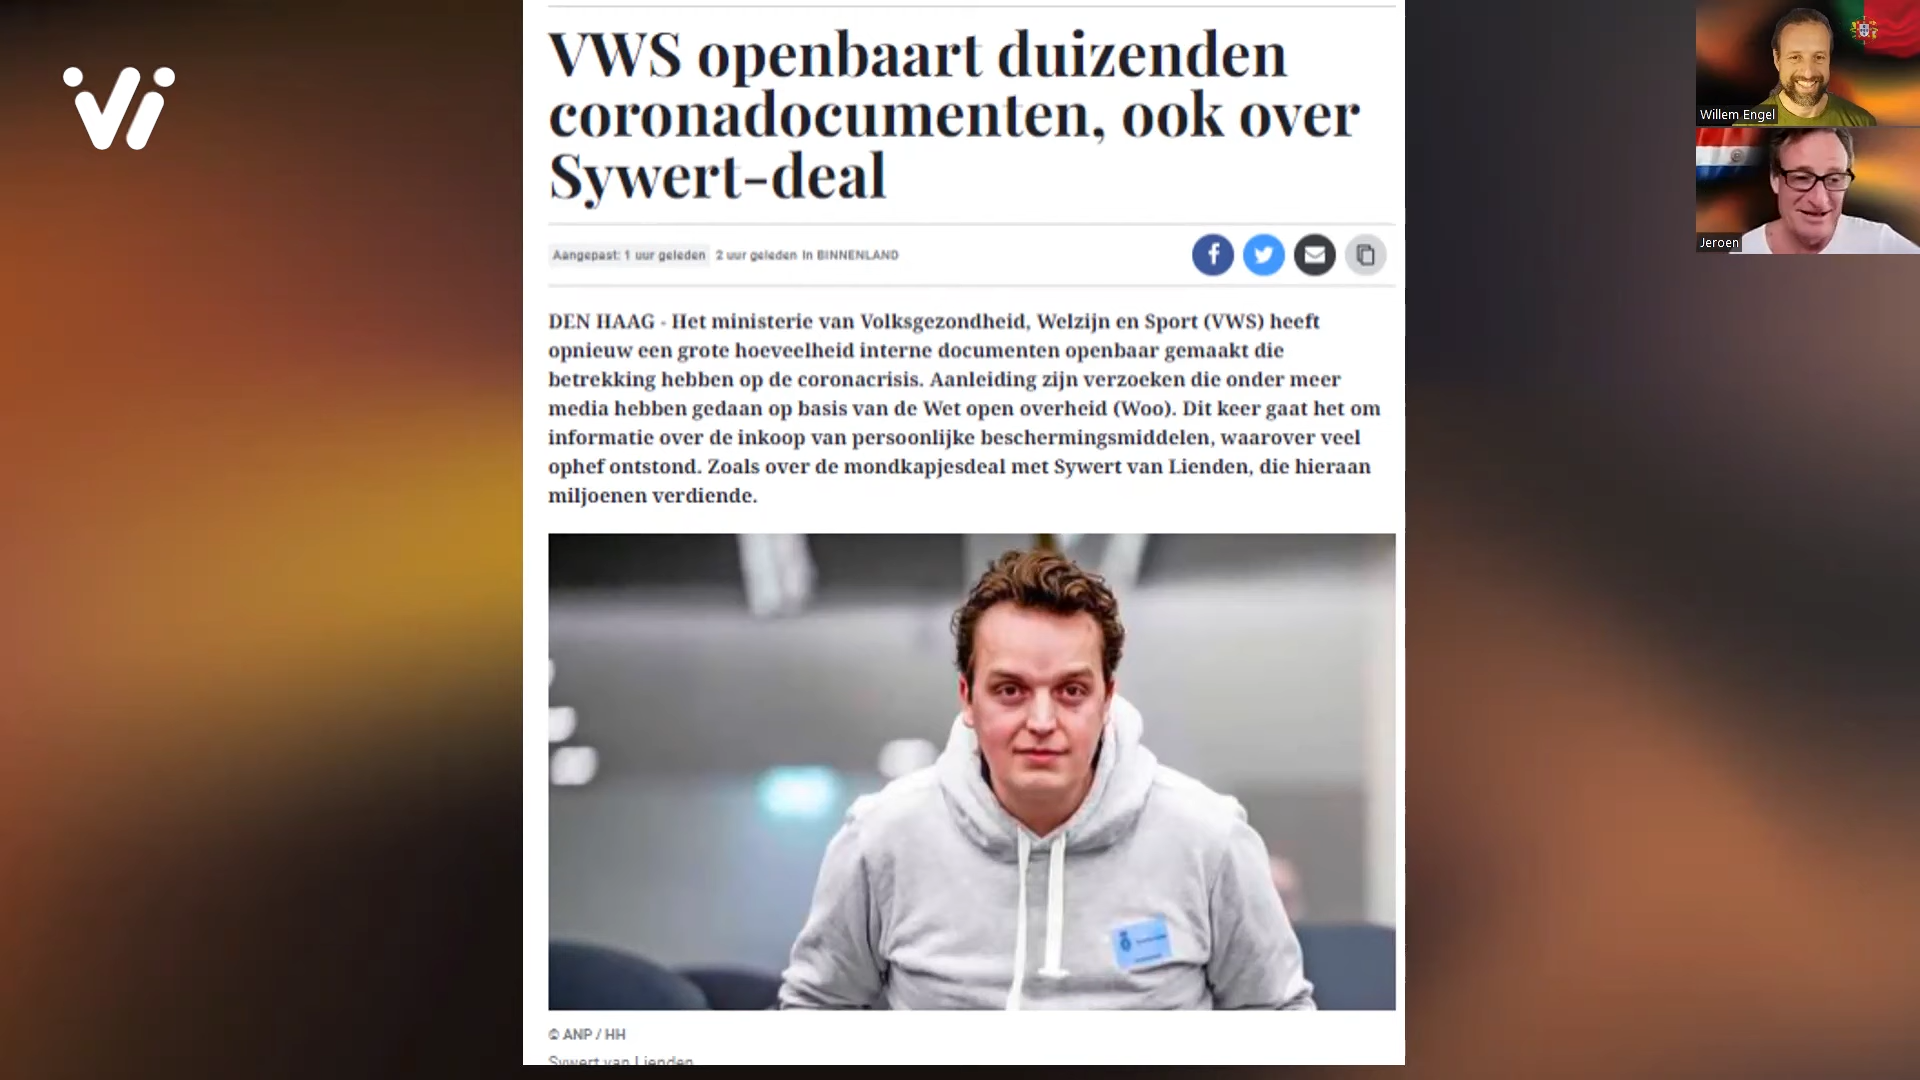 Vi
VWS openbaart duizenden
coronadocumenten, ook over
Sywert-deal
Aangepast: 1 uur geleden 2 uur geleden In BINNENLAND
DEN HAAG - Het ministerie van Volksgezondheid, Welzijn en Sport (VWS) heeft
opnieuw een grote hoeveelheid interne documenten openbaar gemaakt die
betrekking hebben op de coronacrisis. Aanleiding zijn verzoeken die onder meer
media hebben gedaan op basis van de Wet open overheid (Woo). Dit keer gaat het om
informatie over de inkoop van persoonlijke beschermingsmiddelen, waarover veel
ophef ontstond. Zoals over de mondkapjesdeal met Sywert van Lienden, die hieraan
miljoenen verdiende.
© ANP / HH
Sywert van Lienden
Willem Engel
Jeroen